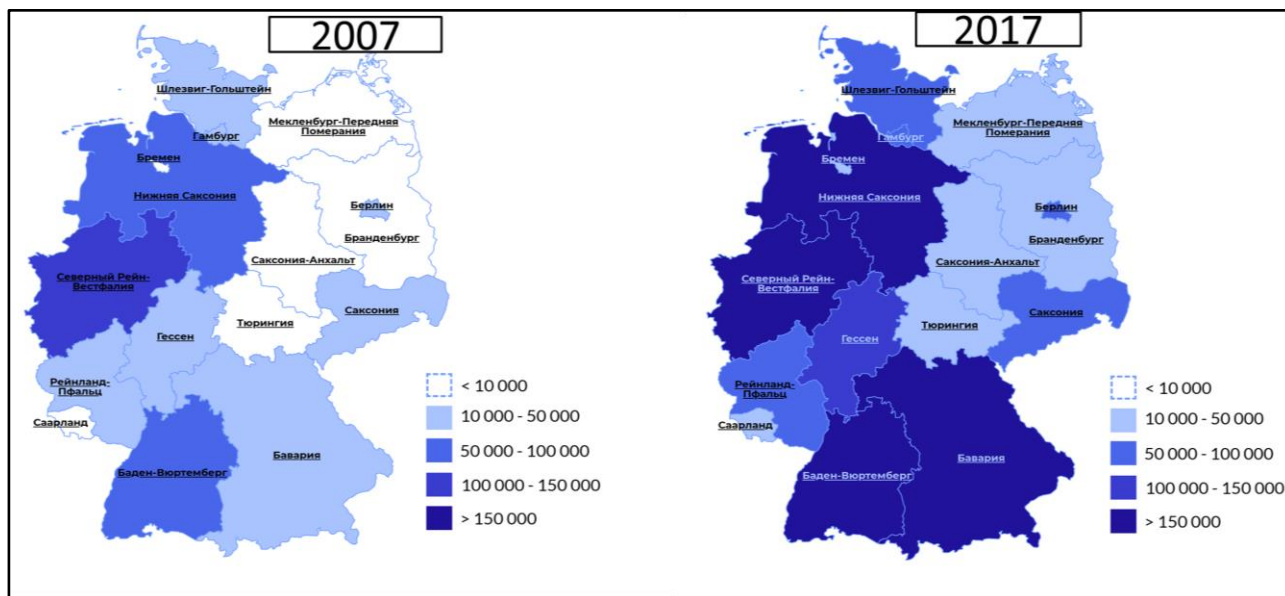 2007
Шлезвиг-Гольштейн
Мекленбург-Передняя
Померания
Гамбург
Бремен
Нижняя Саксония
Берлин
Бранденбург
Саксония-Анхальт
Северный Рейн-
Вестфалия
Саксония
Тюрингия
Гессен
Рейнланд-
Пфальц
Саарланд
Бавария
Баден-Вюртемберг
< 10 000
10 000 - 50 000
50 000 - 100 000
100 000 - 150 000
> 150 000
2017
Шлезвиг-Гольштейн
Мекленбург-Передняя
Померания
Гамбург
Бремен
Нижняя Саксония
Берлин
Бранденбург
Саксония-Анхальт
Северный Рейн-
Вестфалия
Саксония
Тюрингия
Гессен
Рейнланд-
Пфальц
Саарланд
Бавария
Баден-Вюртемберг
< 10 000
10 000 - 50 000
50 000 - 100 000
100 000 - 150 000
> 150 000